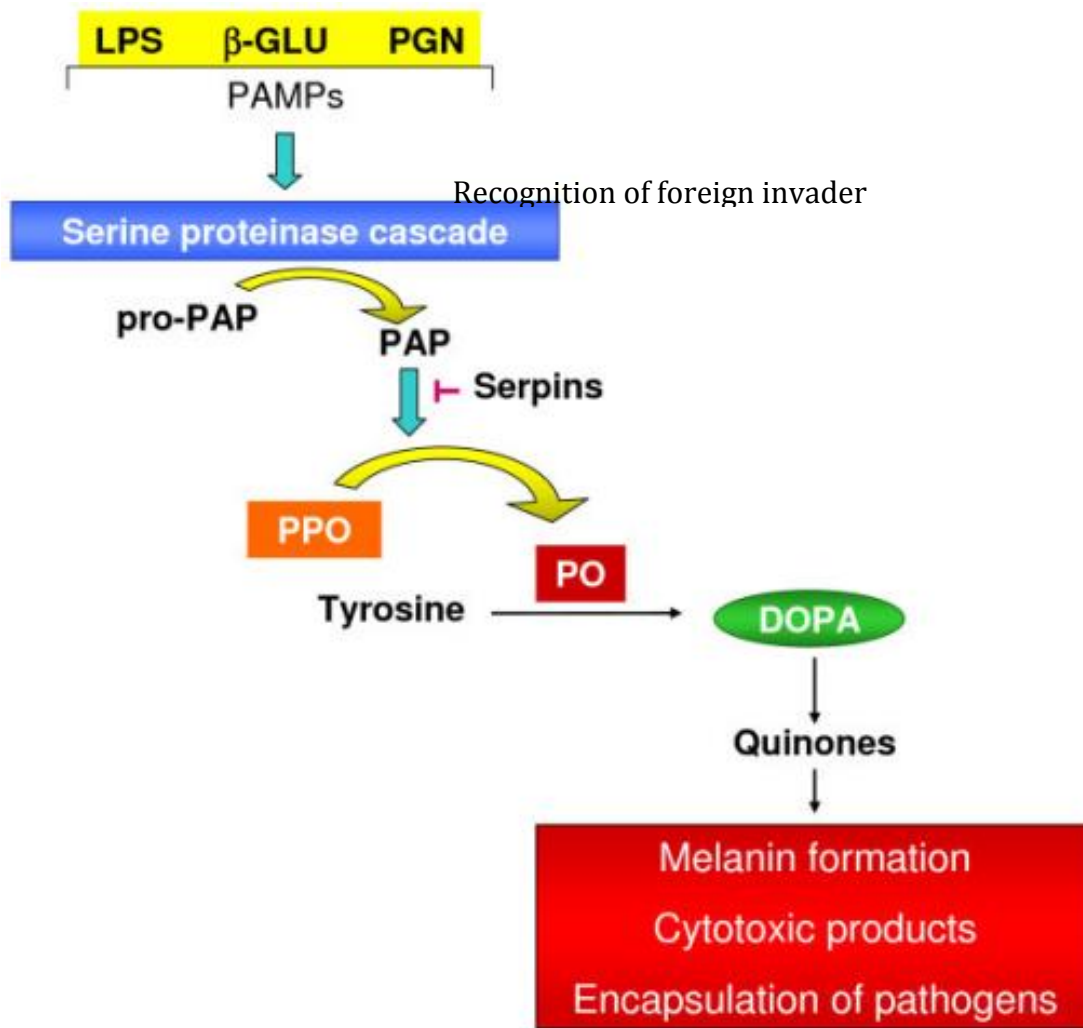 LPS β-GLU PGN
PAMPs
Recognition of foreign invader
Serine proteinase cascade
pro-PAP
PAP
Serpins
PPO
PO
Tyrosine
DOPA
Quinones
Melanin formation
Cytotoxic products
Encapsulation of pathogens